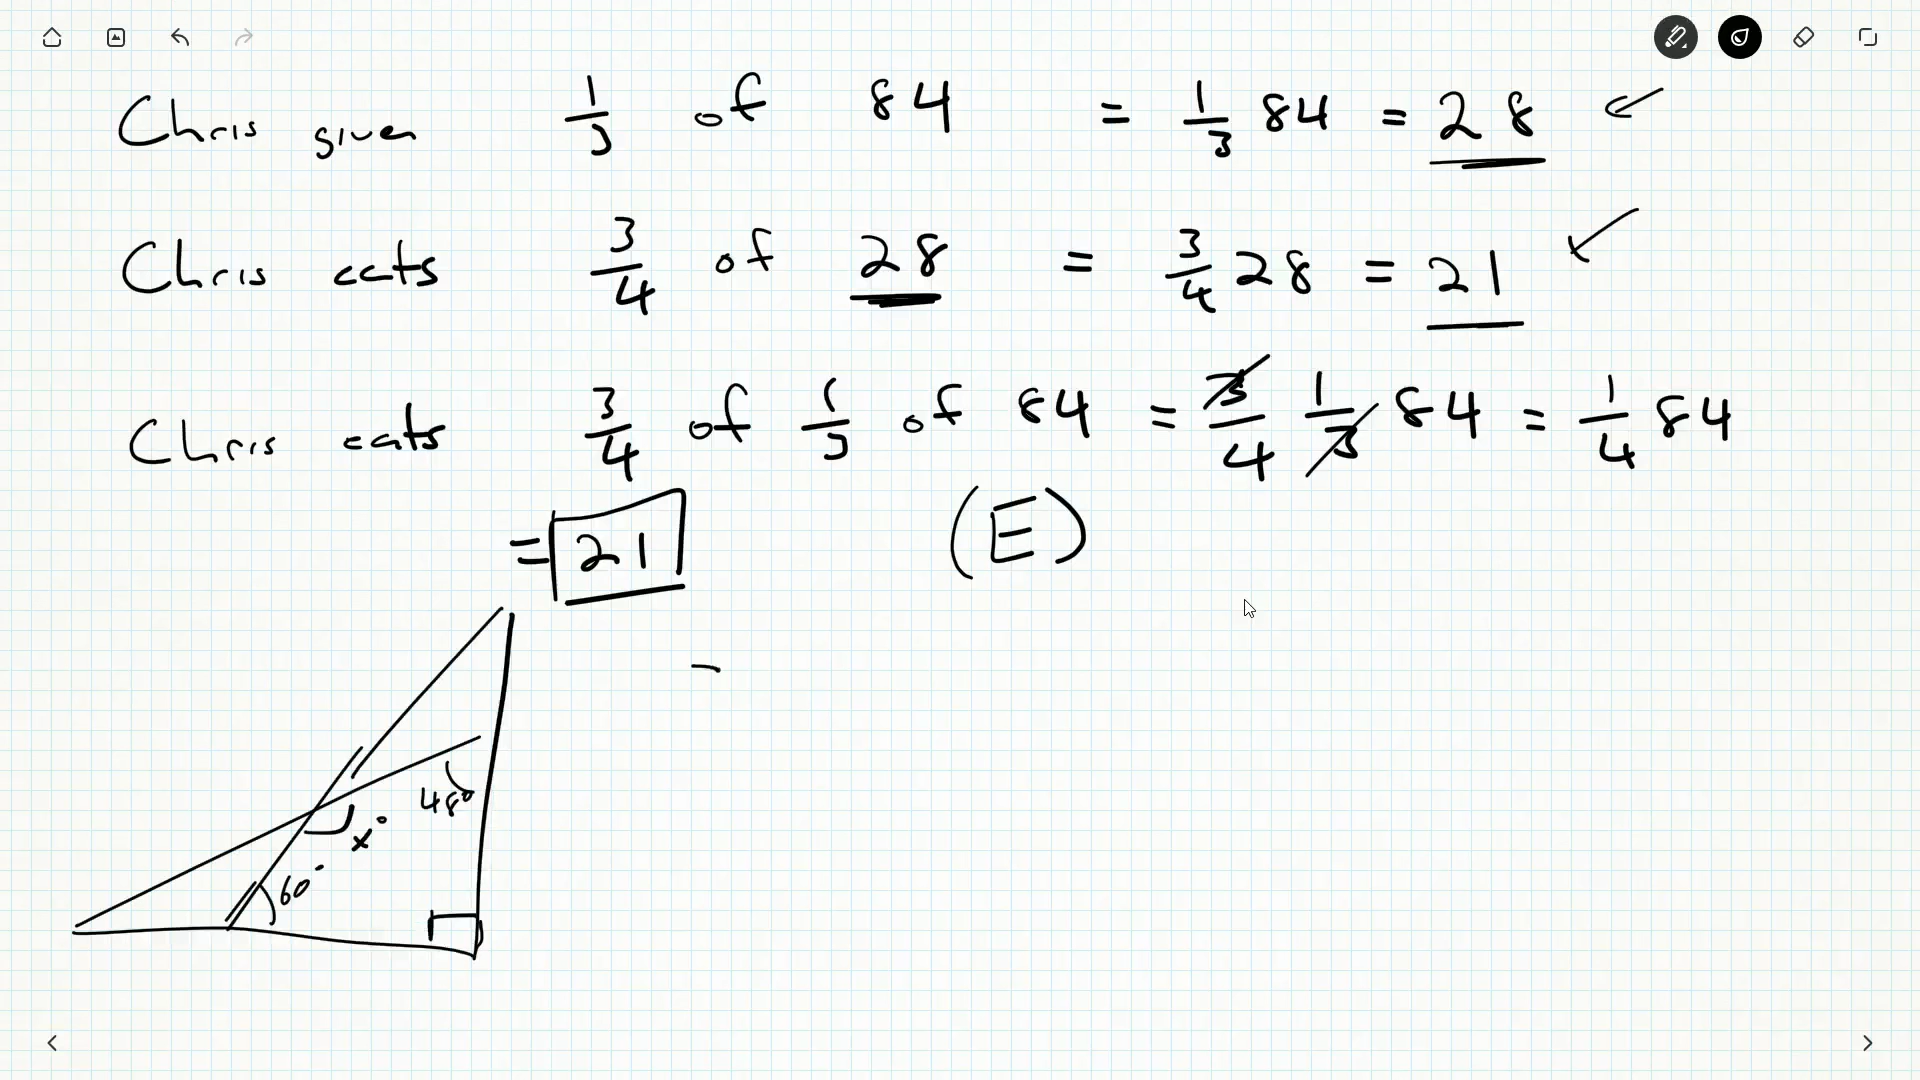 Chris given 1/3 of 84 = 1/3 84 = 28
Chris eats 3/4 of 28 = 3/4 28 = 21
Chris eats 3/4 of 1/3 of 84 = 3/4 1/3 84 = 1/4 84
= 21 (E)
48°
x°
60°